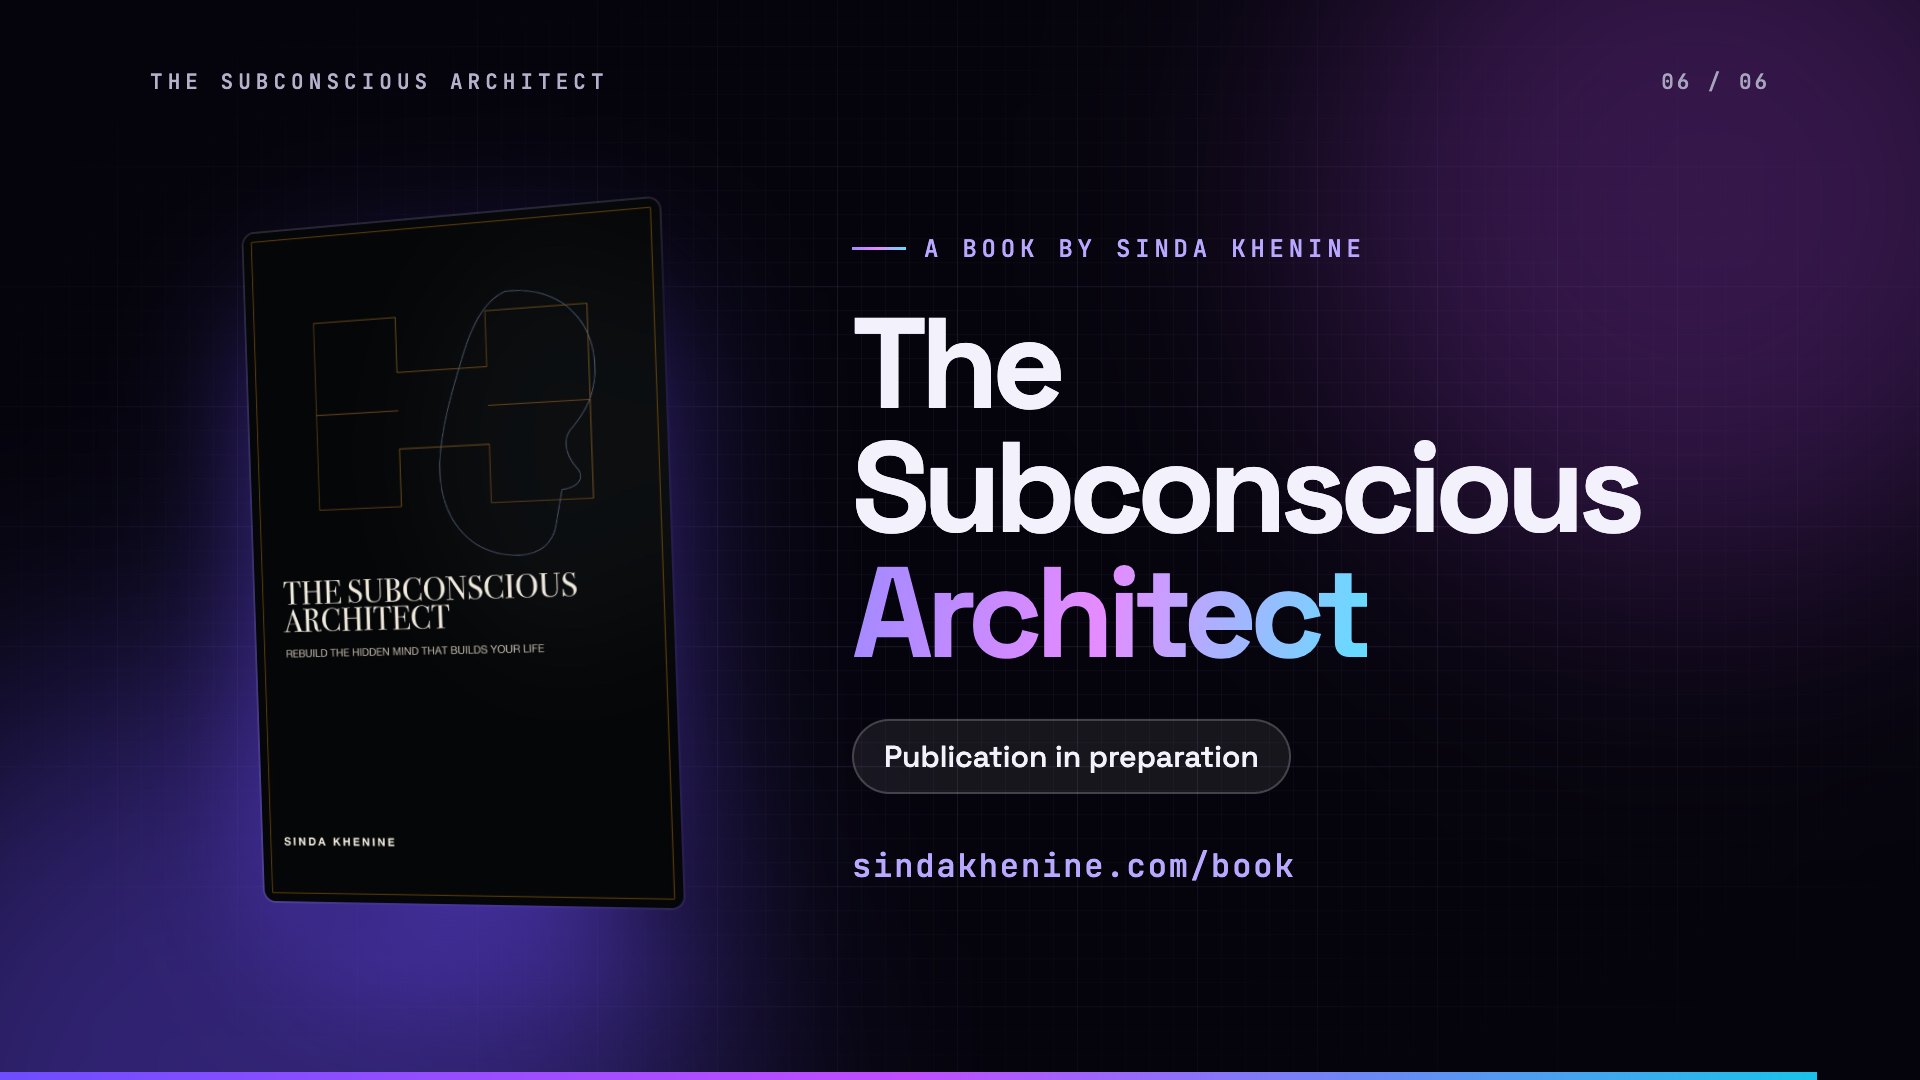 THE SUBCONSCIOUS ARCHITECT
06 / 06
THE SUBCONSCIOUS
ARCHITECT
REBUILD THE HIDDEN MIND THAT BUILDS YOUR LIFE
SINDA KHENINE
A BOOK BY SINDA KHENINE
The
Subconscious
Architect
Publication in preparation
sindakhenine.com/book